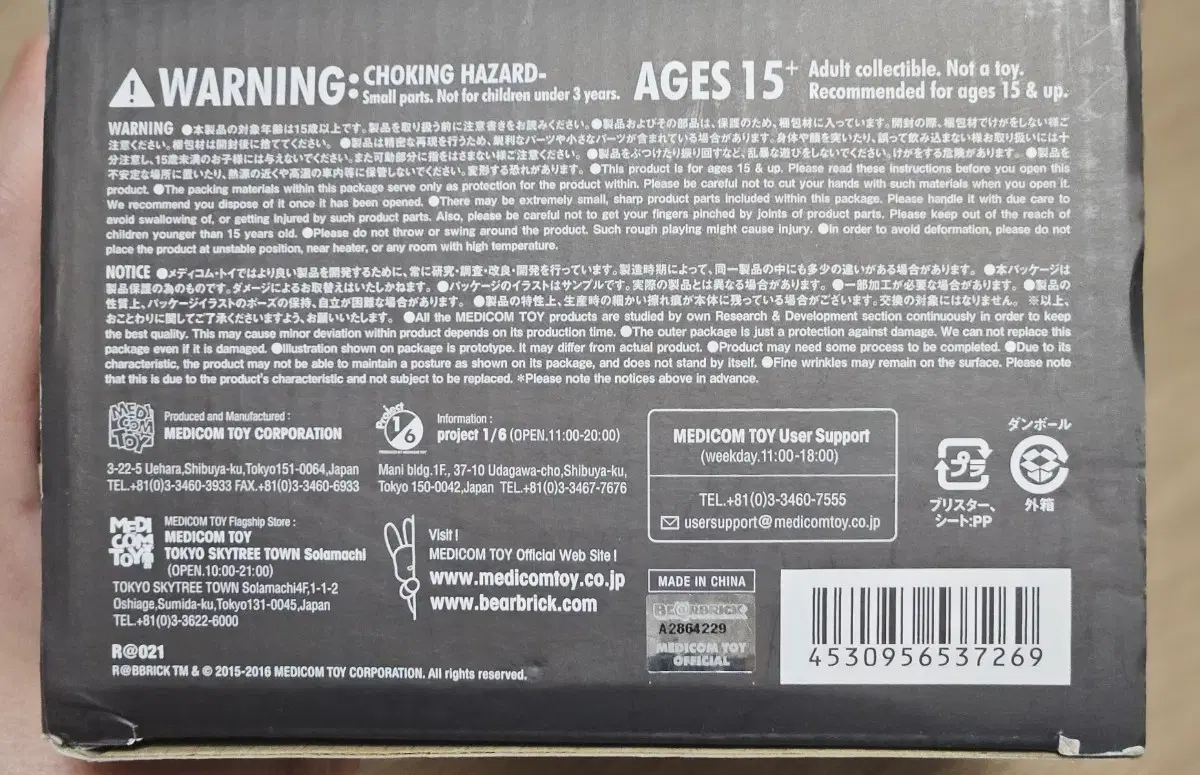 WARNING: CHOKING HAZARD-
Small parts. Not for children under 3 years.
AGES 15+ Adult collectible. Not a toy.
Recommended for ages 15 & up.
WARNING ●本製品の対象年齢は15歳以上です。製品を取り扱う前に注意書きをお読みください。●製品およびその部品は、保護のため、梱包材に入っています。開封の際、梱包材でけがをしない様ご
注意ください。梱包材は開封後に捨ててください。●製品は精密な再現を行うため、鋭利なパーツや小さなパーツが含まれている場合があります。身体や顔を突いたり、誤って飲み込まない様お取り扱いには十
分注意し、15歳未満のお子様には与えないでください。また可動部分に指をはさまない様ご注意ください。●製品をぶつけたり振り回すなど、乱暴な遊びをしないでください。けがをする危険があります。●製品を
不安定な場所に置いたり、熱源の近くや高温の車内等に保管しないでください。変形する恐れがあります。●This product is for ages 15 & up. Please read these instructions before you open this
product. ●The packing materials within this package serve only as protection for the product within. Please be careful not to cut your hands with such materials when you open it.
We recommend you dispose of it once it has been opened. ●There may be extremely small, sharp product parts included within this package. Please handle it with due care to
avoid swallowing of, or getting injured by such product parts. Also, please be careful not to get your fingers pinched by joints of product parts. Please keep out of the reach of
children younger than 15 years old. ●Please do not throw or swing around the product. Such rough playing might cause injury. ●In order to avoid deformation, please do not
place the product at unstable position, near heater, or any room with high temperature.
NOTICE ●メディコム・トイではより良い製品を開発するために、常に研究・調査・改良・開発を行っています。製造時期によって、同一製品の中にも多少の違いがある場合があります。●本パッケージは
製品保護の為のものです。ダメージによるお取替えはいたしかねます。●パッケージのイラストはサンプルです。実際の製品とは異なる場合があります。●一部加工が必要な場合があります。●製品の
性質上、パッケージイラストのポーズの保持、自立が困難な場合があります。●製品の特性上、生産時の細かい擦れ痕が本体に残っている場合がございます。交換の対象にはなりません。※以上、
おことわりに関してご了承くださいますよう、お願いいたします。●All the MEDICOM TOY products are studied by own Research & Development section continuously in order to keep
the best quality. This may cause minor deviation within product depends on its production time. ●The outer package is just a protection against damage. We can not replace this
package even if it is damaged. ●Illustration shown on package is prototype. It may differ from actual product. ●Product may need some process to be completed. ●Due to its
characteristic, the product may not be able to maintain a posture as shown on its package, and does not stand by itself. ●Fine wrinkles may remain on the surface. Please note
that this is due to the product's characteristic and not subject to be replaced. ※Please note the notices above in advance.
MEDI
COM
TOY
Produced and Manufactured :
MEDICOM TOY CORPORATION
3-22-5 Uehara,Shibuya-ku,Tokyo151-0064,Japan
TEL.+81(0)3-3460-3933 FAX.+81(0)3-3460-6933
Project
1/6
Information :
project 1/6 (OPEN.11:00-20:00)
Mani bldg.1F., 37-10 Udagawa-cho,Shibuya-ku,
Tokyo 150-0042,Japan TEL.+81(0)3-3467-7676
MEDICOM TOY User Support
(weekday.11:00-18:00)
TEL.+81(0)3-3460-7555
usersupport@medicomtoy.co.jp
プラ
ブリスター、
シート:PP
ダンボール
外箱
MEDI
COM
TOY
MEDICOM TOY Flagship Store :
MEDICOM TOY
TOKYO SKYTREE TOWN Solamachi
(OPEN.10:00-21:00)
TOKYO SKYTREE TOWN Solamachi4F,1-1-2
Oshiage,Sumida-ku,Tokyo131-0045,Japan
TEL.+81(0)3-3622-6000
Visit !
MEDICOM TOY Official Web Site !
www.medicomtoy.co.jp
www.bearbrick.com
MADE IN CHINA
BE@RBRICK
A2864229
MEDICOM TOY
OFFICIAL
4530956537269
R@021
R@BBRICK TM & © 2015-2016 MEDICOM TOY CORPORATION. All rights reserved.